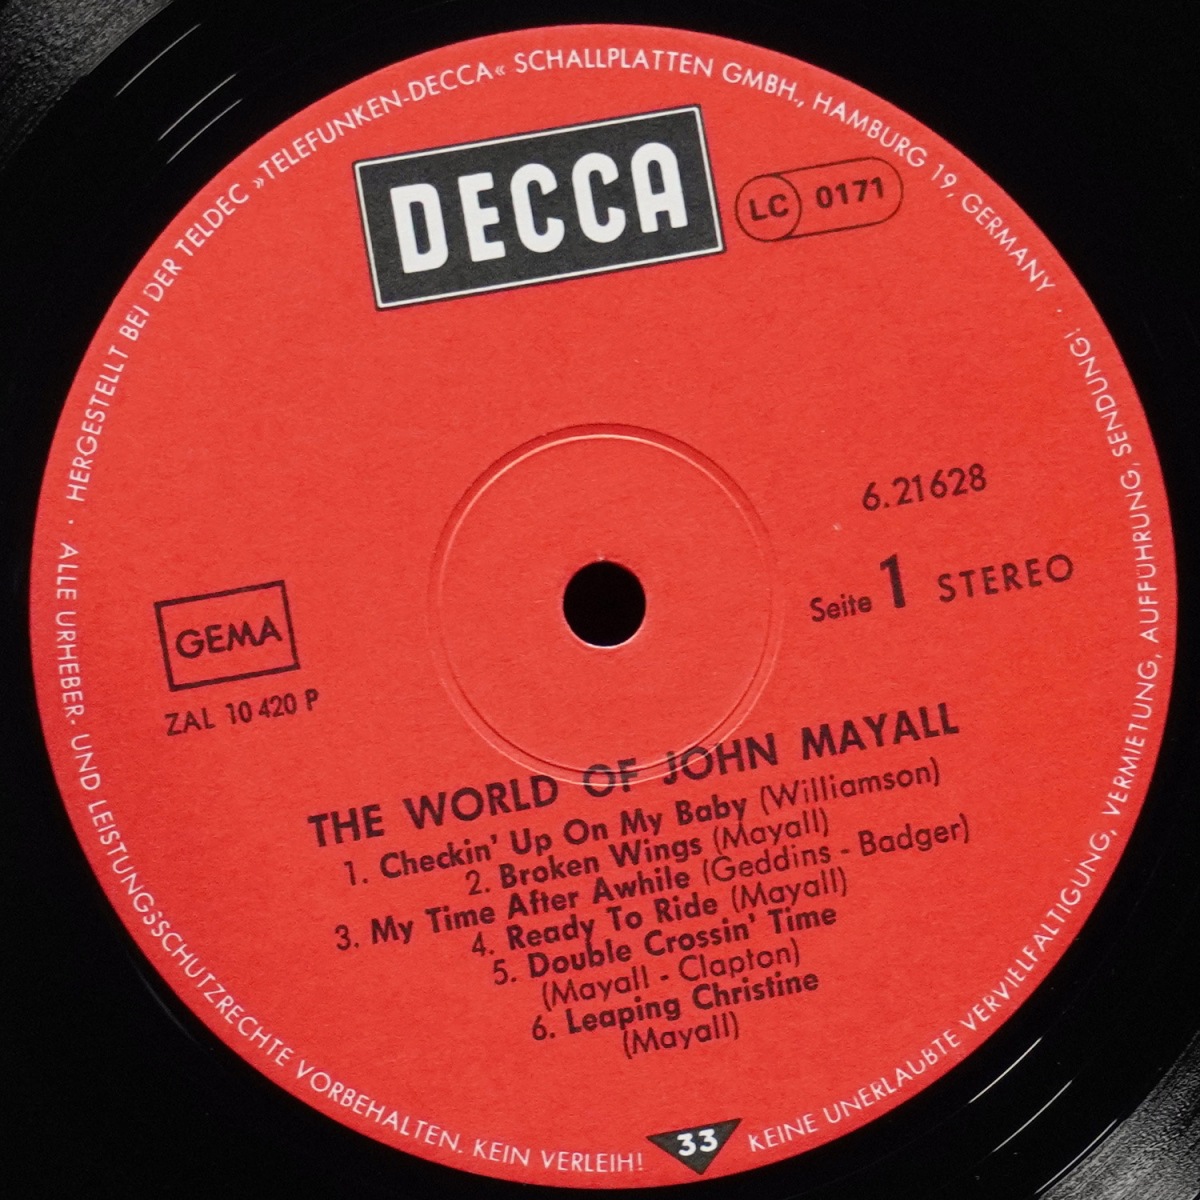 HERGESTELLT BEI DER TELDEC »TELEFUNKEN-DECCA« SCHALLPLATTEN GMBH., HAMBURG 19, GERMANY ·
DECCA
LC 0171
6.21628
Seite 1 STEREO
GEMA
ZAL 10 420 P
THE WORLD OF JOHN MAYALL
1. Checkin' Up On My Baby (Williamson)
2. Broken Wings (Mayall)
3. My Time After Awhile (Geddins - Badger)
4. Ready To Ride (Mayall)
5. Double Crossin' Time
(Mayall - Clapton)
6. Leaping Christine
(Mayall)
· ALLE URHEBER- UND LEISTUNGSSCHUTZRECHTE VORBEHALTEN. KEIN VERLEIH!
33
KEINE UNERLAUBTE VERVIELFALTIGUNG, VERMIETUNG, AUFFÜHRUNG, SENDUNG!